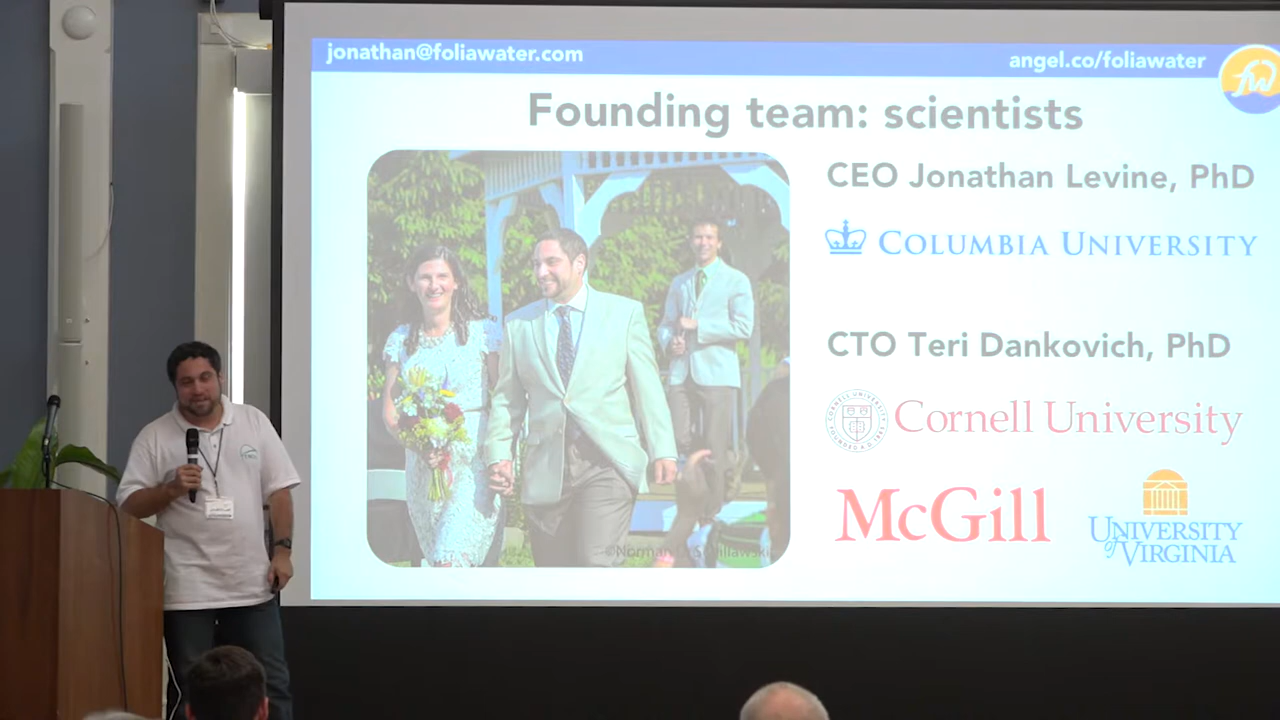 jonathan@foliawater.com
angel.co/foliawater
fw
Founding team: scientists
CEO Jonathan Levine, PhD
COLUMBIA UNIVERSITY
CTO Teri Dankovich, PhD
Cornell University
McGill
UNIVERSITY
of VIRGINIA